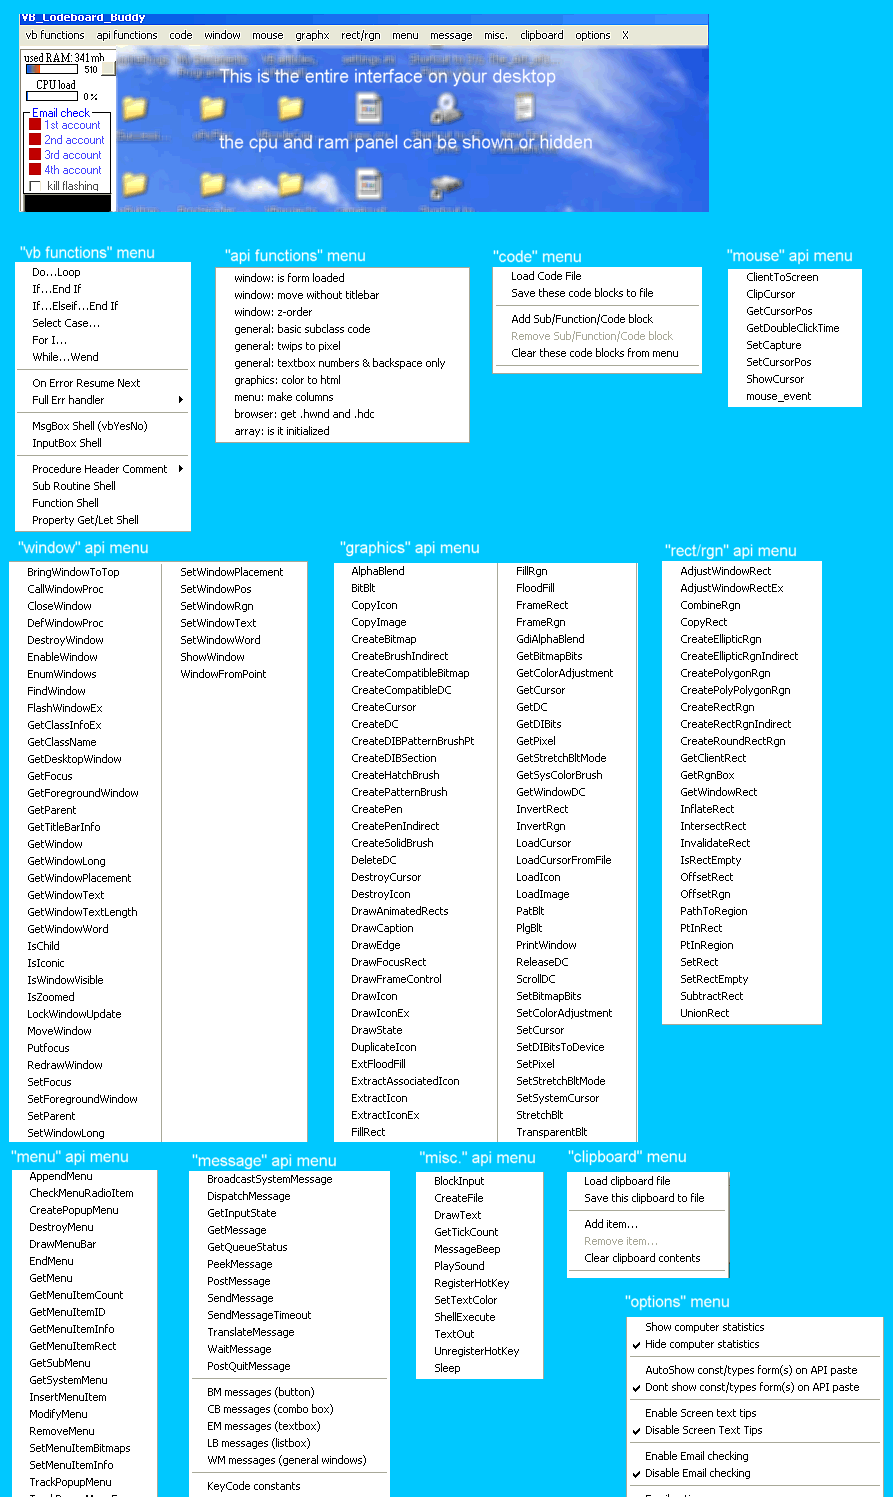 VB_Codeboard_Buddy
vb functions api functions code window mouse graphx rect/rgn menu message misc. clipboard options X
used RAM: 341 mb
510
CPU load
0 %
Email check
1st account
2nd account
3rd account
4th account
kill flashing
This is the entire interface on your desktop
the cpu and ram panel can be shown or hidden
"vb functions" menu
Do...Loop
If...End If
If...Elseif...End If
Select Case...
For I...
While...Wend
On Error Resume Next
Full Err handler
MsgBox Shell (vbYesNo)
InputBox Shell
Procedure Header Comment
Sub Routine Shell
Function Shell
Property Get/Let Shell
"api functions" menu
window: is form loaded
window: move without titlebar
window: z-order
general: basic subclass code
general: twips to pixel
general: textbox numbers & backspace only
graphics: color to html
menu: make columns
browser: get .hwnd and .hdc
array: is it initialized
"code" menu
Load Code File
Save these code blocks to file
Add Sub/Function/Code block
Remove Sub/Function/Code block
Clear these code blocks from menu
"mouse" api menu
ClientToScreen
ClipCursor
GetCursorPos
GetDoubleClickTime
SetCapture
SetCursorPos
ShowCursor
mouse_event
"window" api menu
BringWindowToTop
CallWindowProc
CloseWindow
DefWindowProc
DestroyWindow
EnableWindow
EnumWindows
FindWindow
FlashWindowEx
GetClassInfoEx
GetClassName
GetDesktopWindow
GetFocus
GetForegroundWindow
GetParent
GetTitleBarInfo
GetWindow
GetWindowLong
GetWindowPlacement
GetWindowText
GetWindowTextLength
GetWindowWord
IsChild
IsIconic
IsWindowVisible
IsZoomed
LockWindowUpdate
MoveWindow
Putfocus
RedrawWindow
SetFocus
SetForegroundWindow
SetParent
SetWindowLong
SetWindowPlacement
SetWindowPos
SetWindowRgn
SetWindowText
SetWindowWord
ShowWindow
WindowFromPoint
"graphics" api menu
AlphaBlend
BitBlt
CopyIcon
CopyImage
CreateBitmap
CreateBrushIndirect
CreateCompatibleBitmap
CreateCompatibleDC
CreateCursor
CreateDC
CreateDIBPatternBrushPt
CreateDIBSection
CreateHatchBrush
CreatePatternBrush
CreatePen
CreatePenIndirect
CreateSolidBrush
DeleteDC
DestroyCursor
DestroyIcon
DrawAnimatedRects
DrawCaption
DrawEdge
DrawFocusRect
DrawFrameControl
DrawIcon
DrawIconEx
DrawState
DuplicateIcon
ExtFloodFill
ExtractAssociatedIcon
ExtractIcon
ExtractIconEx
FillRect
FillRgn
FloodFill
FrameRect
FrameRgn
GdiAlphaBlend
GetBitmapBits
GetColorAdjustment
GetCursor
GetDC
GetDIBits
GetPixel
GetStretchBltMode
GetSysColorBrush
GetWindowDC
InvertRect
InvertRgn
LoadCursor
LoadCursorFromFile
LoadIcon
LoadImage
PatBlt
PlgBlt
PrintWindow
ReleaseDC
ScrollDC
SetBitmapBits
SetColorAdjustment
SetCursor
SetDIBitsToDevice
SetPixel
SetStretchBltMode
SetSystemCursor
StretchBlt
TransparentBlt
"rect/rgn" api menu
AdjustWindowRect
AdjustWindowRectEx
CombineRgn
CopyRect
CreateEllipticRgn
CreateEllipticRgnIndirect
CreatePolygonRgn
CreatePolyPolygonRgn
CreateRectRgn
CreateRectRgnIndirect
CreateRoundRectRgn
GetClientRect
GetRgnBox
GetWindowRect
InflateRect
IntersectRect
InvalidateRect
IsRectEmpty
OffsetRect
OffsetRgn
PathToRegion
PtInRect
PtInRegion
SetRect
SetRectEmpty
SubtractRect
UnionRect
"menu" api menu
AppendMenu
CheckMenuRadioItem
CreatePopupMenu
DestroyMenu
DrawMenuBar
EndMenu
GetMenu
GetMenuItemCount
GetMenuItemID
GetMenuItemInfo
GetMenuItemRect
GetSubMenu
GetSystemMenu
InsertMenuItem
ModifyMenu
RemoveMenu
SetMenuItemBitmaps
SetMenuItemInfo
TrackPopupMenu
"message" api menu
BroadcastSystemMessage
DispatchMessage
GetInputState
GetMessage
GetQueueStatus
PeekMessage
PostMessage
SendMessage
SendMessageTimeout
TranslateMessage
WaitMessage
PostQuitMessage
BM messages (button)
CB messages (combo box)
EM messages (textbox)
LB messages (listbox)
WM messages (general windows)
KeyCode constants
"misc." api menu
BlockInput
CreateFile
DrawText
GetTickCount
MessageBeep
PlaySound
RegisterHotKey
SetTextColor
ShellExecute
TextOut
UnregisterHotKey
Sleep
"clipboard" menu
Load clipboard file
Save this clipboard to file
Add item...
Remove item...
Clear clipboard contents
"options" menu
Show computer statistics
Hide computer statistics
AutoShow const/types form(s) on API paste
Dont show const/types form(s) on API paste
Enable Screen text tips
Disable Screen Text Tips
Enable Email checking
Disable Email checking